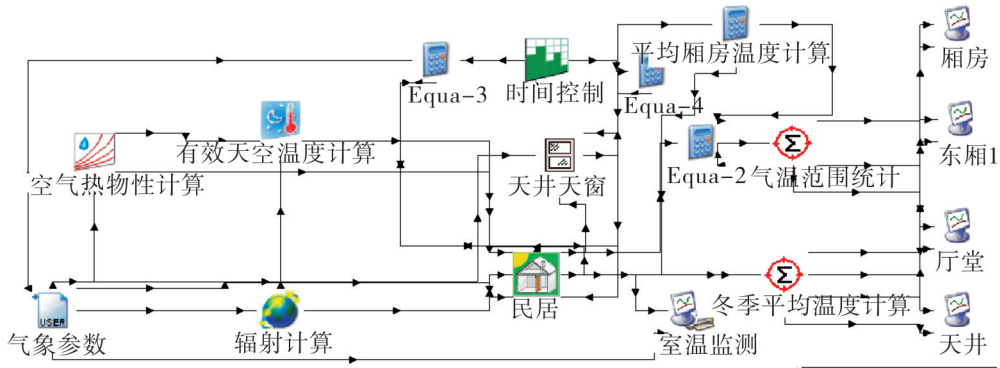 平均厢房温度计算
厢房
Equa-3
时间控制
Equa-4
有效天空温度计算
空气热物性计算
天井天窗
Equa-2
气温范围统计
东厢1
厅堂
民居
USER
气象参数
辐射计算
室温监测
冬季平均温度计算
天井